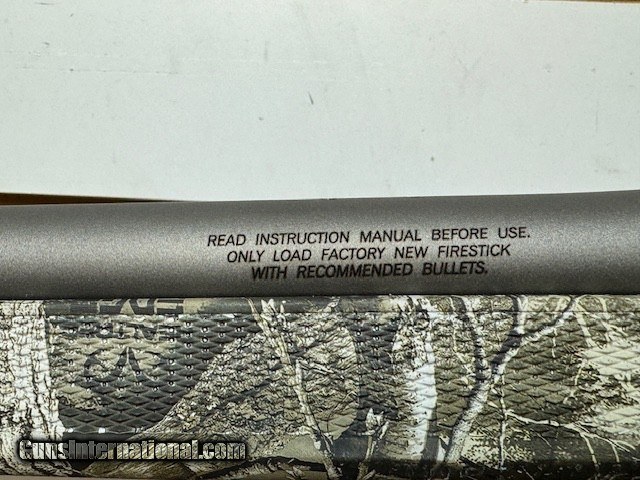 READ INSTRUCTION MANUAL BEFORE USE.
ONLY LOAD FACTORY NEW FIRESTICK
WITH RECOMMENDED BULLETS.
GunsInternational.com